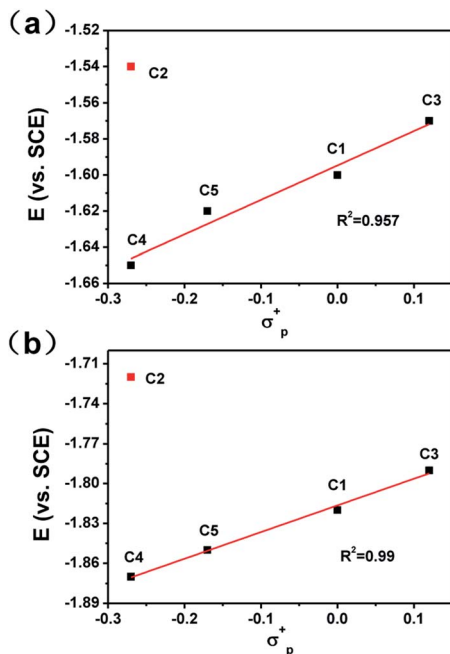 (a)
-1.52
-1.54
-1.56
-1.58
-1.60
-1.62
-1.64
-1.66
E (vs. SCE)
C2
C3
C1
C5
C4
R²=0.957
-0.3 -0.2 -0.1 0.0 0.1
σ⁺p
(b)
-1.71
-1.74
-1.77
-1.80
-1.83
-1.86
-1.89
E (vs. SCE)
C2
C3
C1
C5
C4
R²=0.99
-0.3 -0.2 -0.1 0.0 0.1
σ⁺p